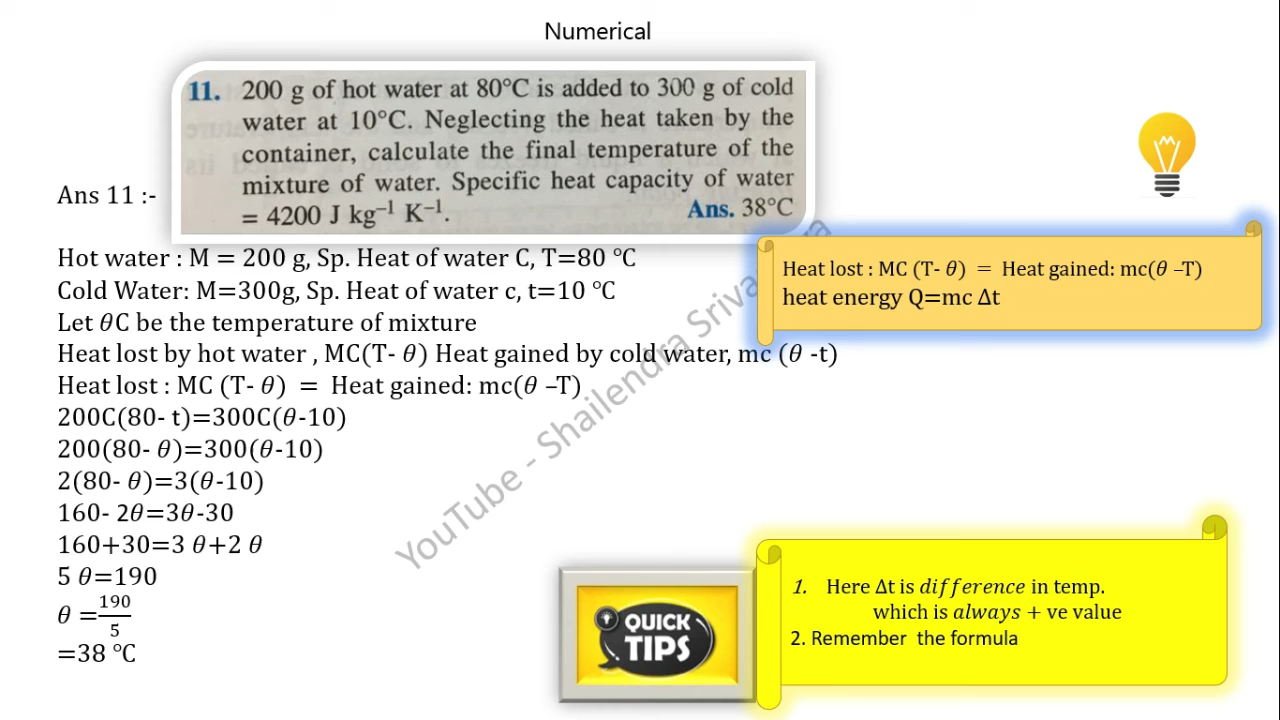 Numerical
11. 200 g of hot water at 80°C is added to 300 g of cold
water at 10°C. Neglecting the heat taken by the
container, calculate the final temperature of the
mixture of water. Specific heat capacity of water
= 4200 J kg⁻¹ K⁻¹. Ans. 38°C
Ans 11 :-
Hot water : M = 200 g, Sp. Heat of water C, T=80 °C
Cold Water: M=300g, Sp. Heat of water c, t=10 °C
Let θC be the temperature of mixture
Heat lost by hot water , MC(T- θ) Heat gained by cold water, mc (θ -t)
Heat lost : MC (T- θ) = Heat gained: mc(θ –T)
200C(80- t)=300C(θ-10)
200(80- θ)=300(θ-10)
2(80- θ)=3(θ-10)
160- 2θ=3θ-30
160+30=3 θ+2 θ
5 θ=190
θ =190/5
=38 °C
Heat lost : MC (T- θ) = Heat gained: mc(θ –T)
heat energy Q=mc Δt
YouTube - Shailendra Sriva
QUICK
TIPS
1. Here Δt is difference in temp.
which is always + ve value
2. Remember the formula